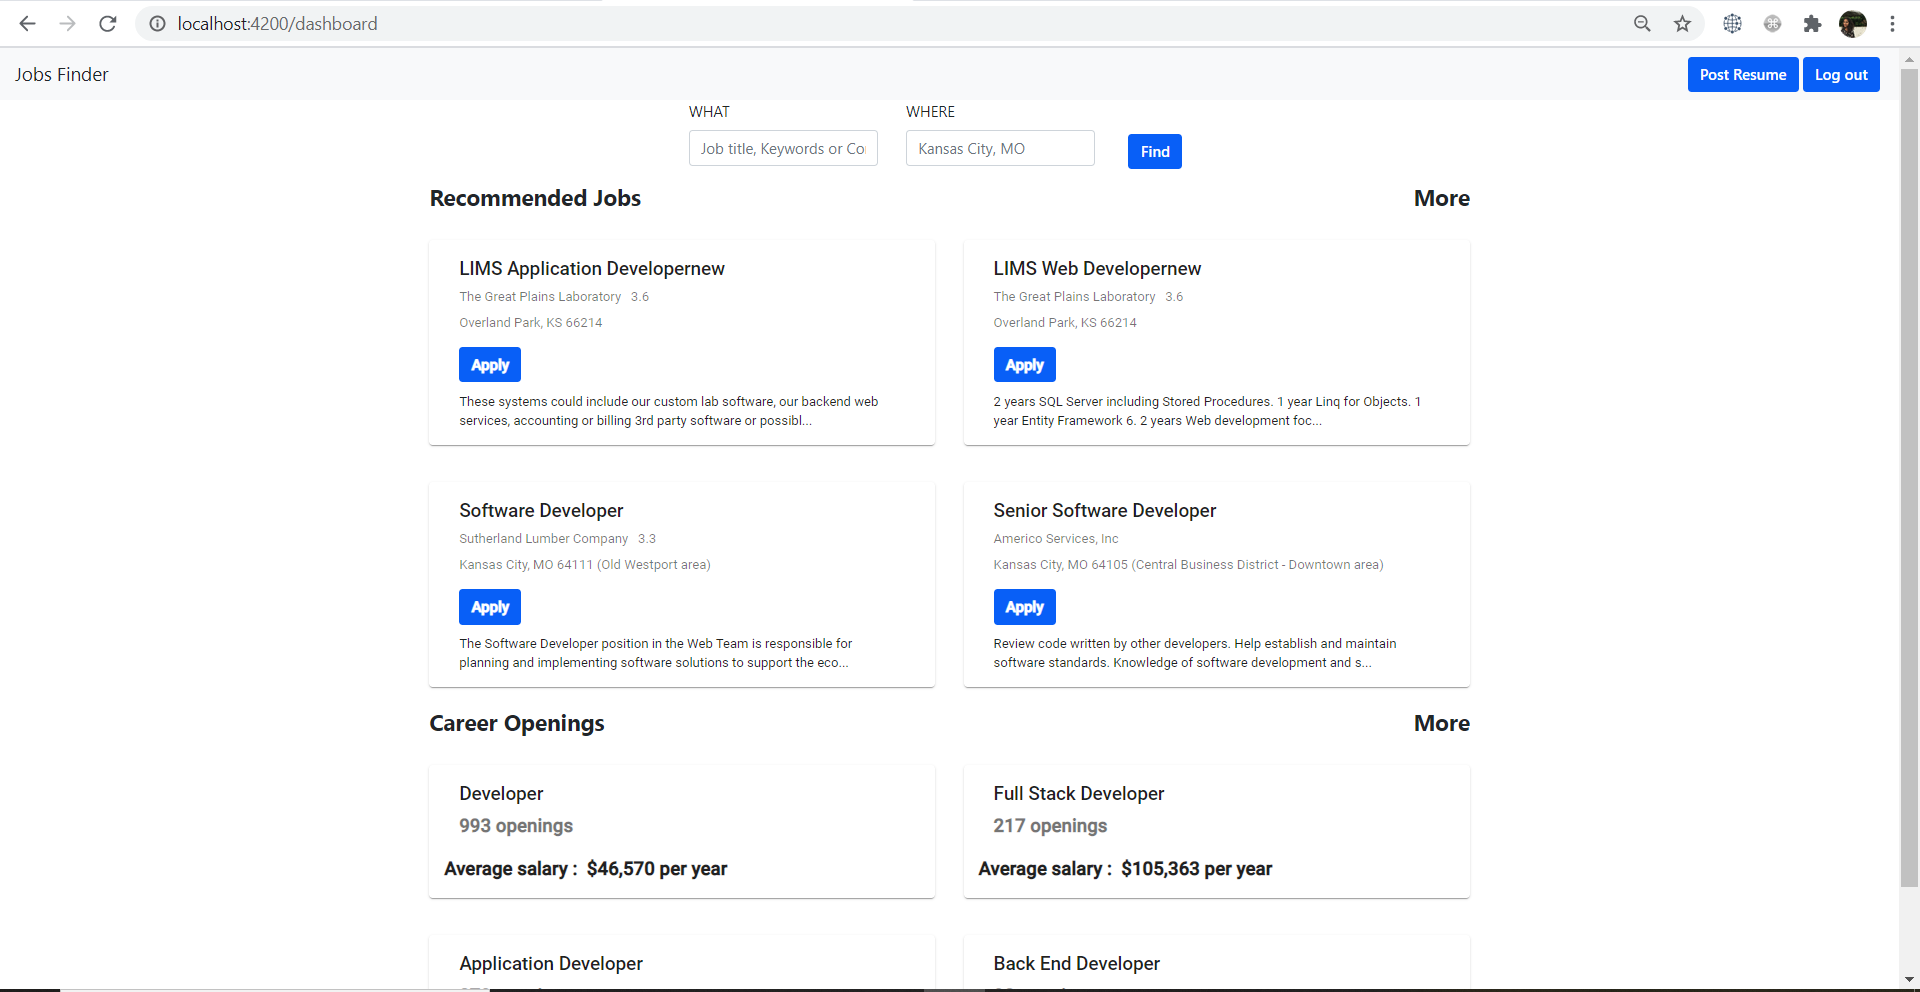 localhost:4200/dashboard
Jobs Finder
Post Resume Log out
WHAT WHERE
Job title, Keywords or Co Kansas City, MO Find
Recommended Jobs More
LIMS Application Developernew
The Great Plains Laboratory 3.6
Overland Park, KS 66214
Apply
These systems could include our custom lab software, our backend web
services, accounting or billing 3rd party software or possibl...
LIMS Web Developernew
The Great Plains Laboratory 3.6
Overland Park, KS 66214
Apply
2 years SQL Server including Stored Procedures. 1 year Linq for Objects. 1
year Entity Framework 6. 2 years Web development foc...
Software Developer
Sutherland Lumber Company 3.3
Kansas City, MO 64111 (Old Westport area)
Apply
The Software Developer position in the Web Team is responsible for
planning and implementing software solutions to support the eco...
Senior Software Developer
Americo Services, Inc
Kansas City, MO 64105 (Central Business District - Downtown area)
Apply
Review code written by other developers. Help establish and maintain
software standards. Knowledge of software development and s...
Career Openings More
Developer
993 openings
Average salary : $46,570 per year
Full Stack Developer
217 openings
Average salary : $105,363 per year
Application Developer
Back End Developer